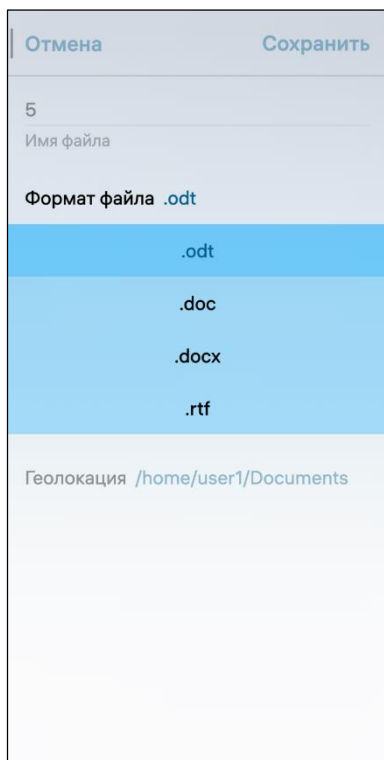 Отмена Сохранить
5
Имя файла
Формат файла .odt
.odt
.doc
.docx
.rtf
Геолокация /home/user1/Documents